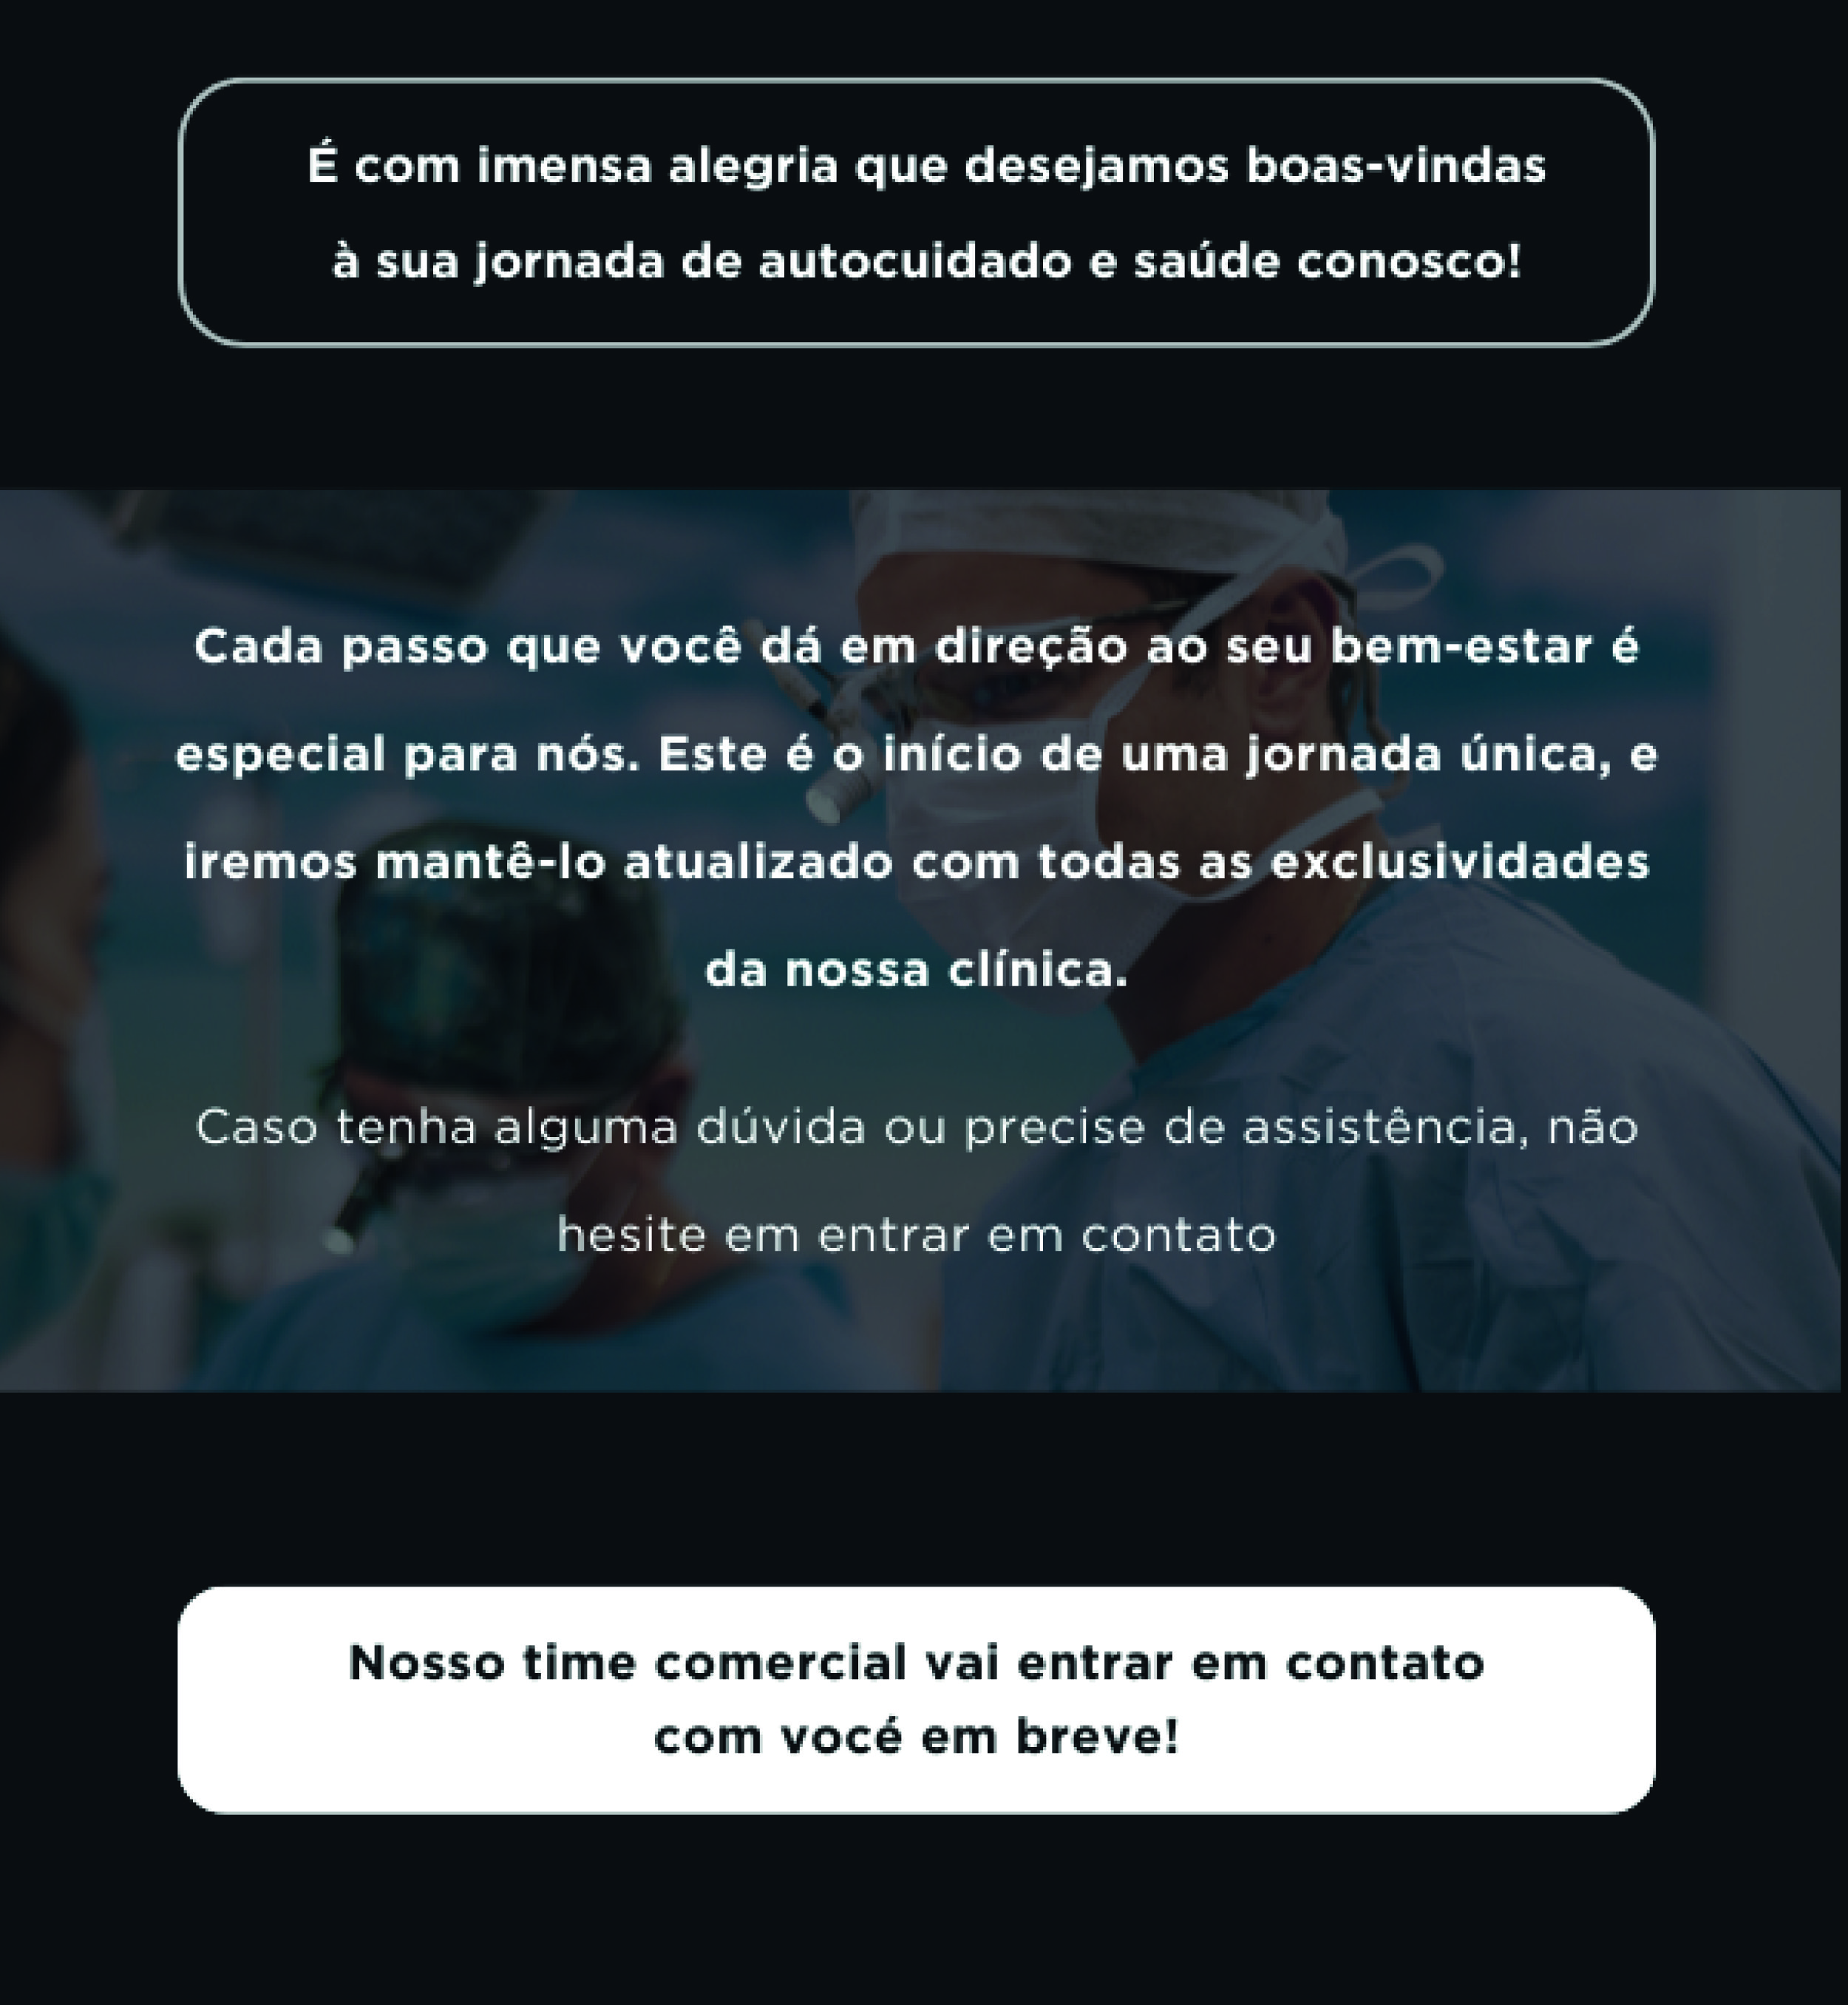 É com imensa alegria que desejamos boas-vindas
à sua jornada de autocuidado e saúde conosco!
Cada passo que você dá em direção ao seu bem-estar é
especial para nós. Este é o início de uma jornada única, e
iremos mantê-lo atualizado com todas as exclusividades
da nossa clínica.
Caso tenha alguma dúvida ou precise de assistência, não
hesite em entrar em contato
Nosso time comercial vai entrar em contato
com vocé em breve!